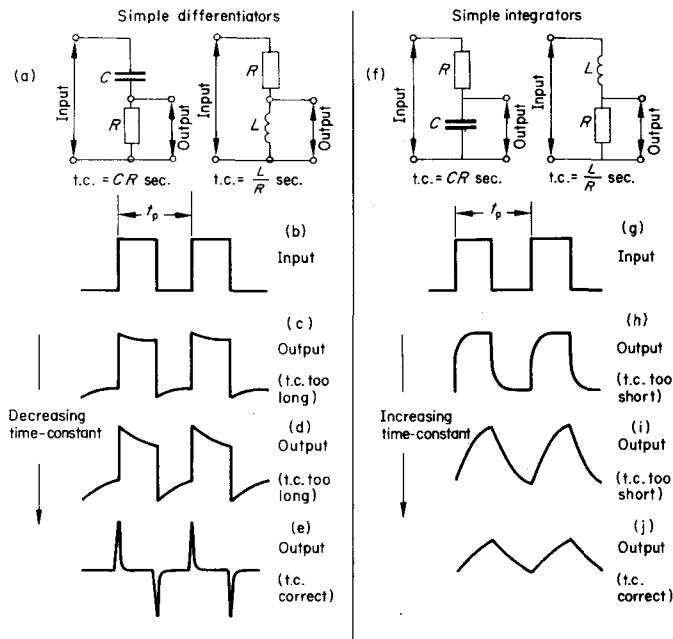 Simple differentiators
(a)
C
R
Input
Output
R
L
Input
Output
t.c. = CR sec.
t.c. = L/R sec.
tp
(b)
Input
(c)
Output
(t.c. too
long)
Decreasing
time-constant
(d)
Output
(t.c. too
long)
(e)
Output
(t.c.
correct)
Simple integrators
(f)
R
C
Input
Output
L
R
Input
Output
t.c. = CR sec.
t.c. = L/R sec.
tp
(g)
Input
(h)
Output
(t.c. too
short)
Increasing
time-constant
(i)
Output
(t.c. too
short)
(j)
Output
(t.c.
correct)